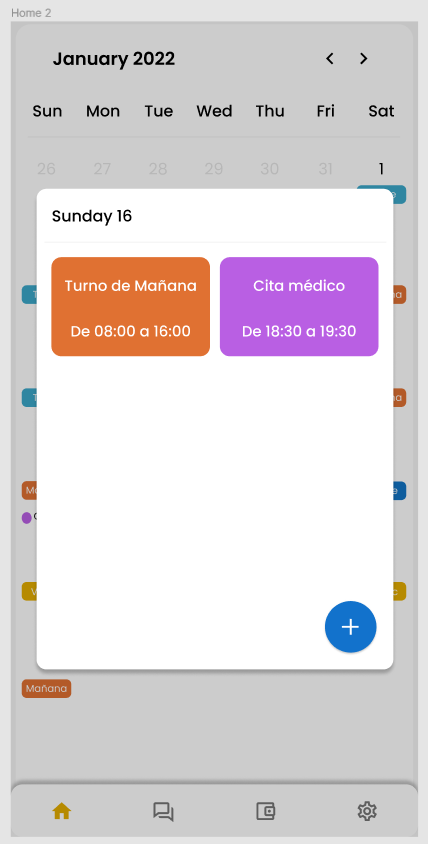 Home 2
January 2022
Sun Mon Tue Wed Thu Fri Sat
26 27 28 29 30 31 1
Sunday 16
Turno de Mañana
Cita médico
De 08:00 a 16:00
De 18:30 a 19:30
Mañana